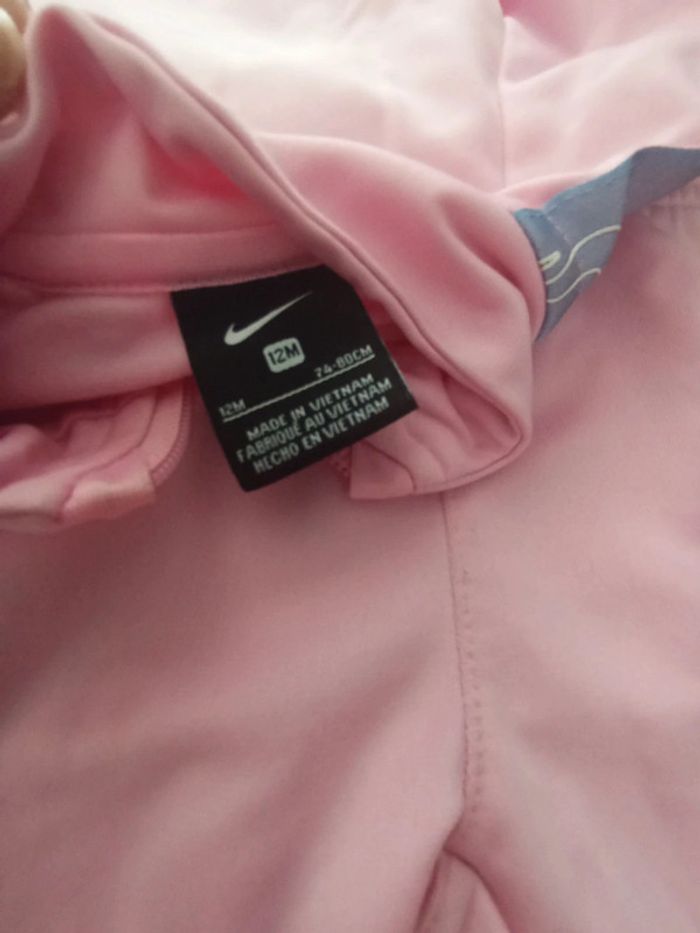 12M
12M 74-80CM
MADE IN VIETNAM
FABRIQUÉ AU VIETNAM
HECHO EN VIETNAM